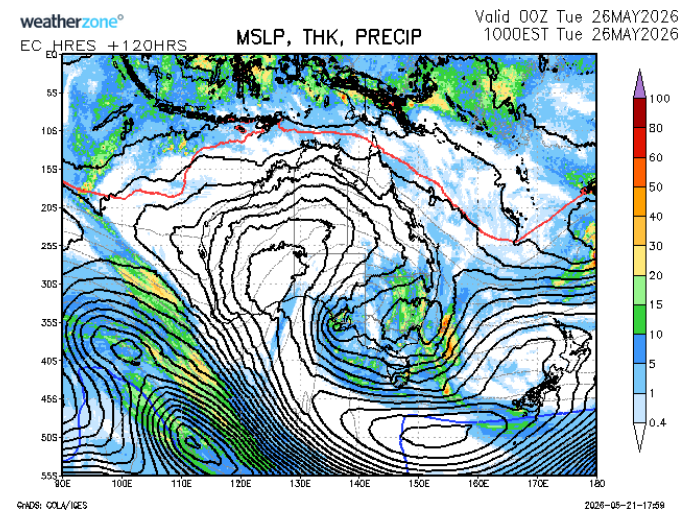 weatherzone°
Valid 00Z Tue 26MAY2026
EC HRES +120HRS
MSLP, THK, PRECIP
1000EST Tue 26MAY2026
EQ
5S
10S
15S
20S
25S
30S
35S
40S
45S
50S
55S
90E
100E
110E
120E
130E
140E
150E
160E
170E
180
100
80
60
50
40
30
20
15
10
5
1
0.4
GrADS: COLA/IGES
2026-05-21-17:59